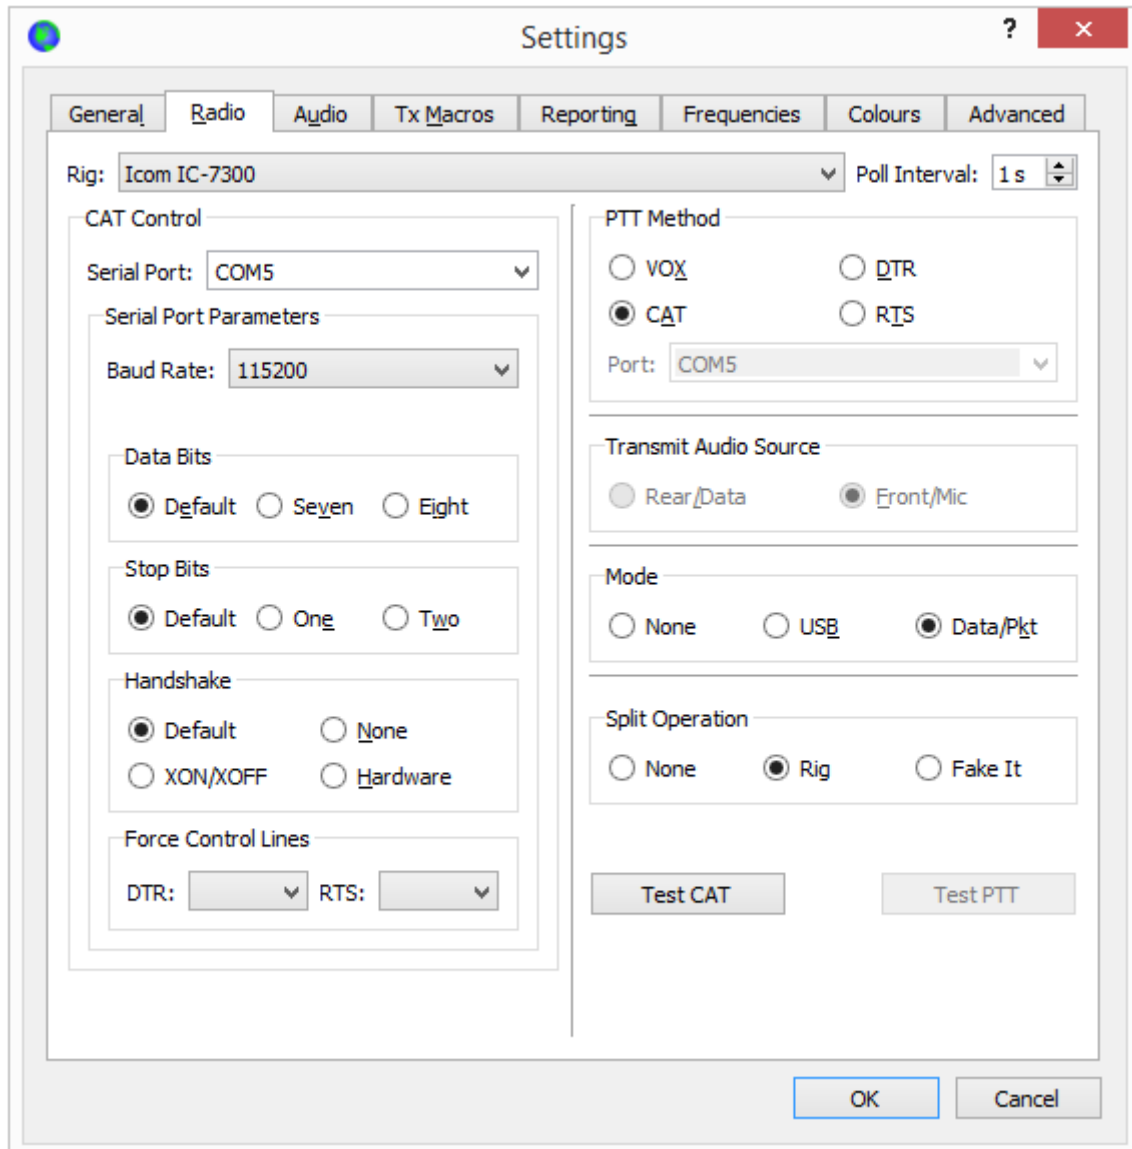 Settings
?
General Radio Audio Tx Macros Reporting Frequencies Colours Advanced
Rig: Icom IC-7300 Poll Interval: 1 s
CAT Control
Serial Port: COM5
Serial Port Parameters
Baud Rate: 115200
Data Bits
Default Seven Eight
Stop Bits
Default One Two
Handshake
Default None
XON/XOFF Hardware
Force Control Lines
DTR: RTS:
PTT Method
VOX DTR
CAT RTS
Port: COM5
Transmit Audio Source
Rear/Data Front/Mic
Mode
None USB Data/Pkt
Split Operation
None Rig Fake It
Test CAT Test PTT
OK Cancel